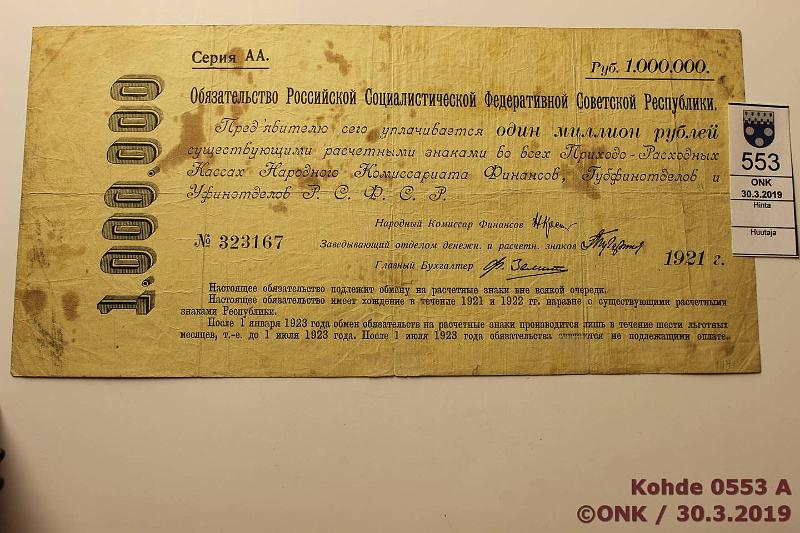 Серия АА.
Руб. 1.000.000.
1.000.000
Обязательство Российской Социалистической Федеративной Советской Республики.
Пред'явителю сего уплачивается один миллион рублей
существующими расчетными знаками во всех Приходо-Расходных
Кассах Народного Комиссариата Финансов, Губфинотделов и
Уфинотделов Р. С. Ф. С. Р.
Народный Комиссар Финансов
№ 323167
Заведывающий отделом денежн. и расчетн. знаков
1921 г.
Главный Бухгалтер
Настоящее обязательство подлежит обмену на расчетные знаки вне всякой очереди.
Настоящее обязательство имеет хождение в течение 1921 и 1922 гг. наравне с существующими расчетными
знаками Республики.
После 1 января 1923 года обмен обязательств на расчетные знаки производится лишь в течение шести льготных
месяцев, т.-е. до 1 июля 1923 года. После 1 июля 1923 года обязательства считаются не подлежащими оплате.
553
ONK
30.3.2019
Hinta
Huutaja
Kohde 0553 A
©ONK / 30.3.2019